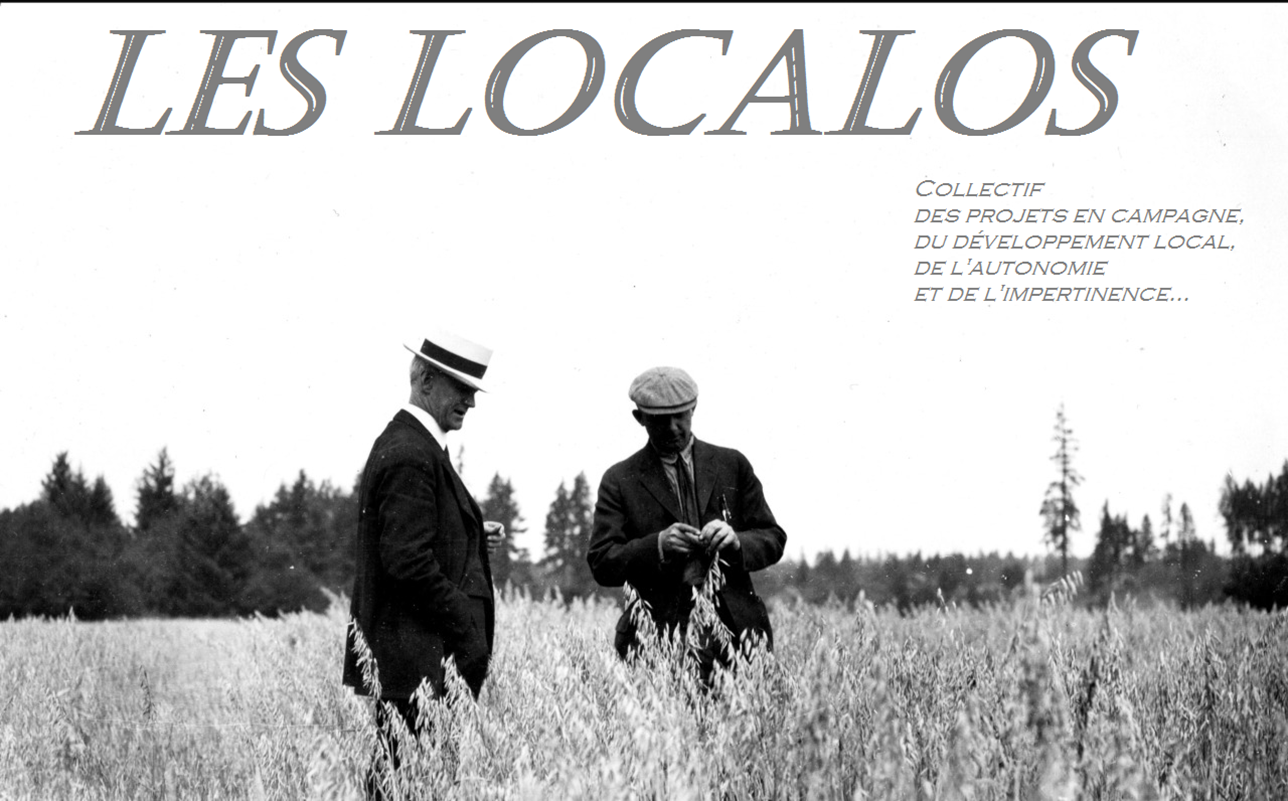 LES LOCALOS
COLLECTIF
DES PROJETS EN CAMPAGNE,
DU DÉVELOPPEMENT LOCAL,
DE L'AUTONOMIE
ET DE L'IMPERTINENCE...